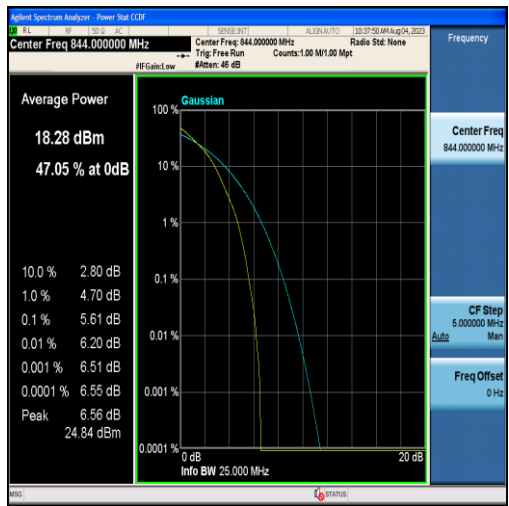 Agilent Spectrum Analyzer - Power Stat CCDF
RL RF 50 Ω AC SENSE:INT ALIGN AUTO 10:37:50 AM Aug 04, 2023
Center Freq 844.000000 MHz
Center Freq: 844.000000 MHz Radio Std: None
Trig: Free Run Counts:1.00 M/1.00 Mpt
#IFGain:Low #Atten: 46 dB
Frequency
Average Power
18.28 dBm
47.05 % at 0dB
10.0 % 2.80 dB
1.0 % 4.70 dB
0.1 % 5.61 dB
0.01 % 6.20 dB
0.001 % 6.51 dB
0.0001 % 6.55 dB
Peak 6.56 dB
24.84 dBm
Gaussian
100 %
10 %
1 %
0.1 %
0.01 %
0.001 %
0.0001 %
0 dB 20 dB
Info BW 25.000 MHz
Center Freq
844.000000 MHz
CF Step
5.000000 MHz
Auto Man
Freq Offset
0 Hz
MSG STATUS